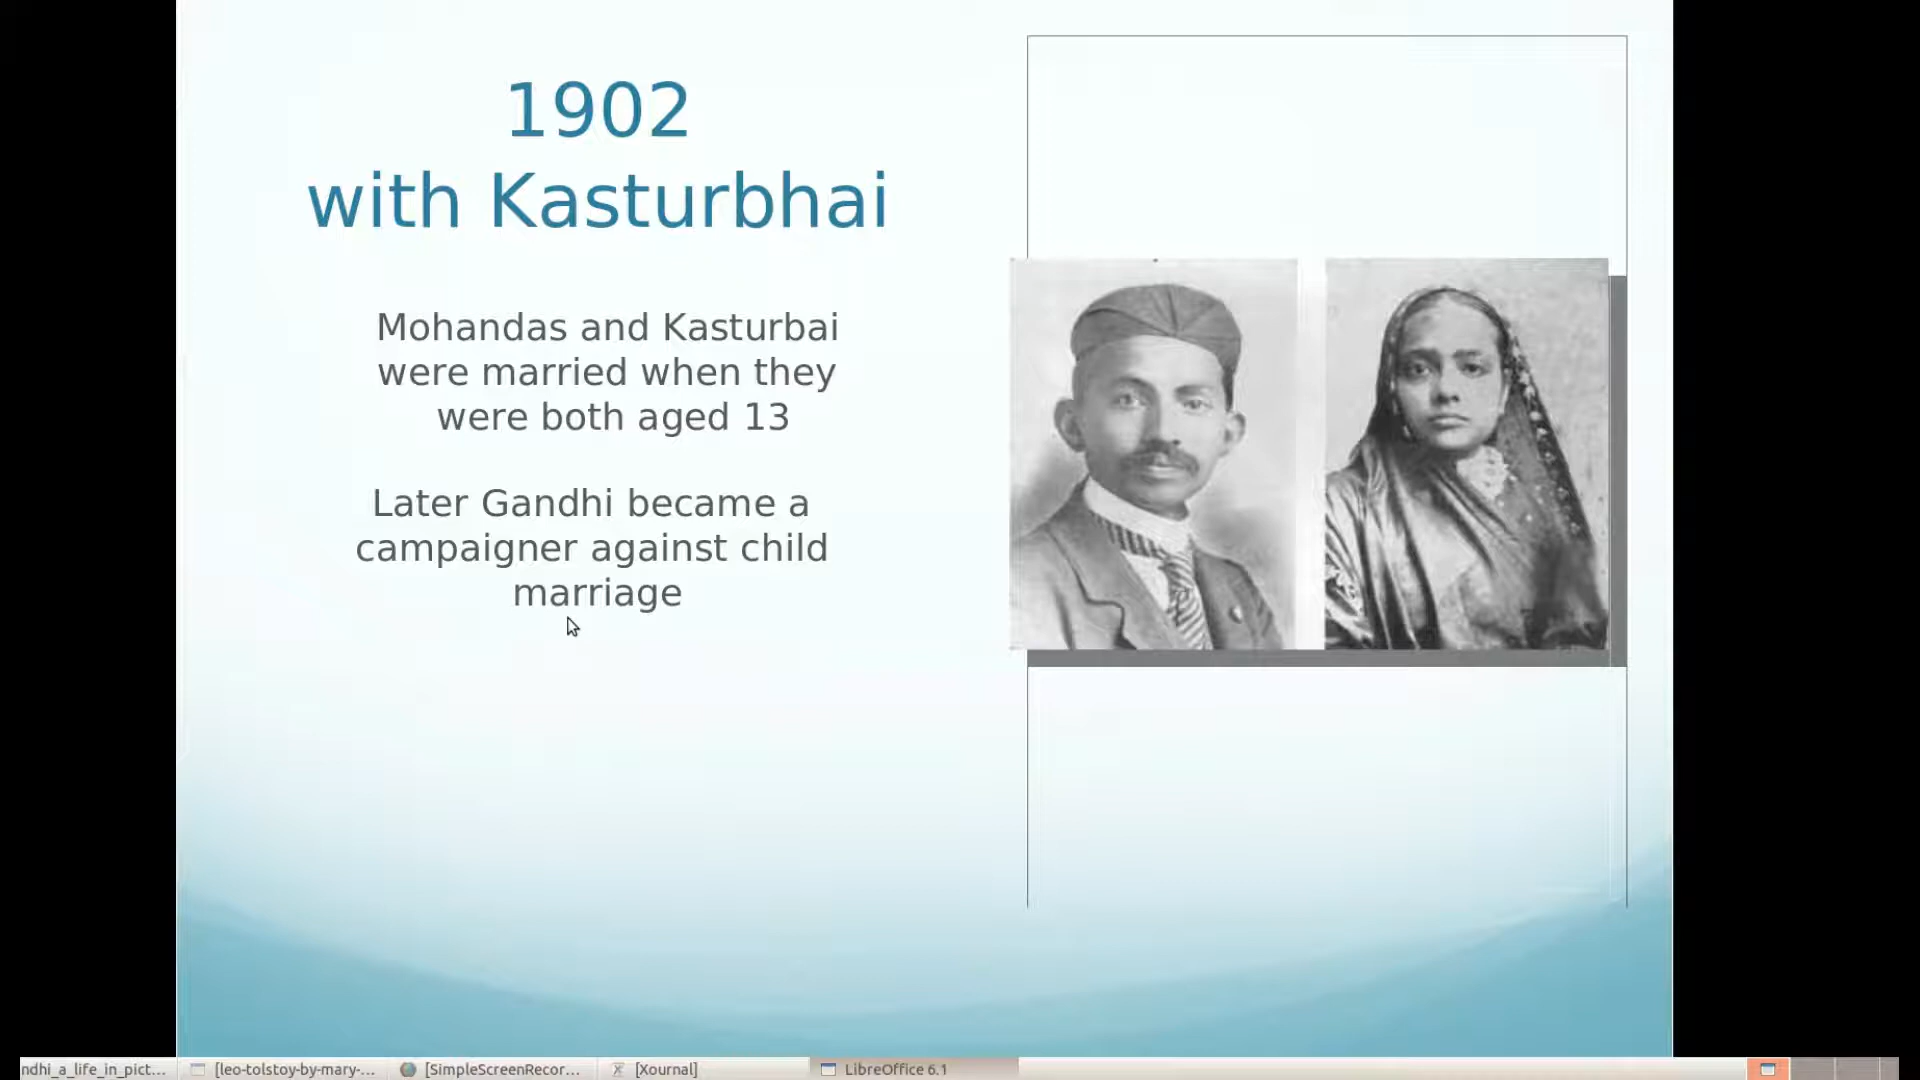 1902
with Kasturbhai
Mohandas and Kasturbai
were married when they
were both aged 13
Later Gandhi became a
campaigner against child
marriage
ndhi_a_life_in_pict...
[leo-tolstoy-by-mary-...
[SimpleScreenRecor...
[Xournal]
LibreOffice 6.1